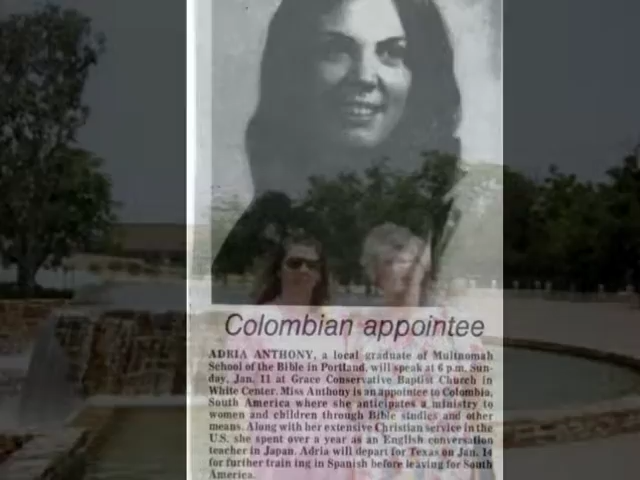 Colombian appointee
ADRIA ANTHONY, a local graduate of Multnomah
School of the Bible in Portland, will speak at 6 p.m. Sun-
day, Jan. 11 at Grace Conservative Baptist Church in
White Center. Miss Anthony is an appointee to Colombia,
South America where she anticipates a ministry to
women and children through Bible studies and other
means. Along with her extensive Christian service in the
U.S. she spent over a year as an English conversation
teacher in Japan. Adria will depart for Texas on Jan. 14
for further train ing in Spanish before leaving for South
America.